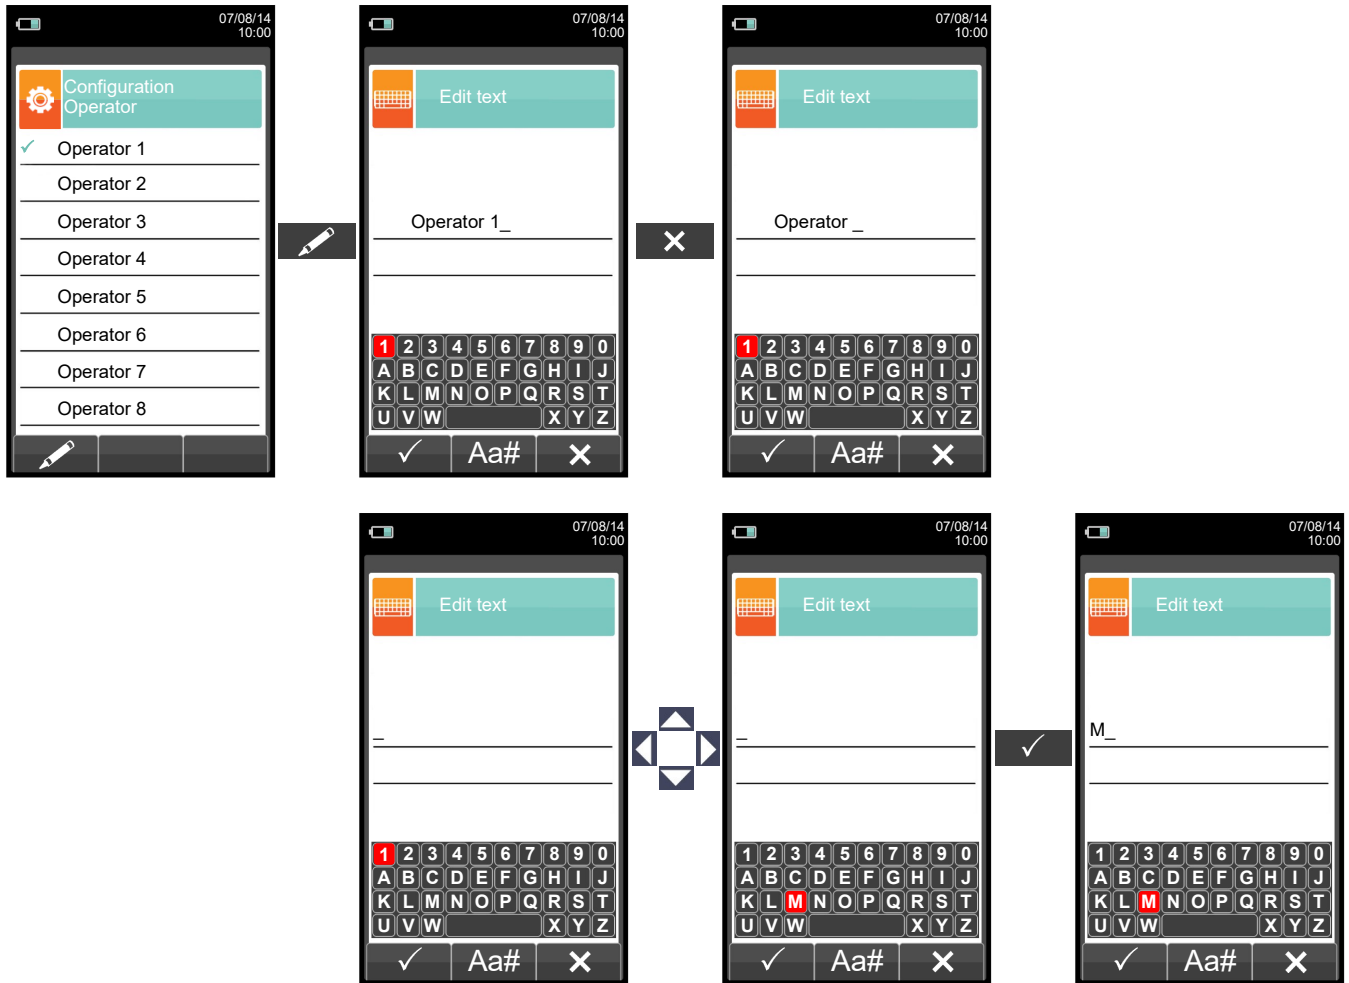 07/08/14
10:00
Configuration
Operator
✓ Operator 1
Operator 2
Operator 3
Operator 4
Operator 5
Operator 6
Operator 7
Operator 8
07/08/14
10:00
Edit text
Operator 1_
1 2 3 4 5 6 7 8 9 0
A B C D E F G H I J
K L M N O P Q R S T
U V W X Y Z
✓ Aa# ✕
07/08/14
10:00
Edit text
Operator _
1 2 3 4 5 6 7 8 9 0
A B C D E F G H I J
K L M N O P Q R S T
U V W X Y Z
✓ Aa# ✕
07/08/14
10:00
Edit text
_
1 2 3 4 5 6 7 8 9 0
A B C D E F G H I J
K L M N O P Q R S T
U V W X Y Z
✓ Aa# ✕
07/08/14
10:00
Edit text
_
1 2 3 4 5 6 7 8 9 0
A B C D E F G H I J
K L M N O P Q R S T
U V W X Y Z
✓ Aa# ✕
07/08/14
10:00
Edit text
M_
1 2 3 4 5 6 7 8 9 0
A B C D E F G H I J
K L M N O P Q R S T
U V W X Y Z
✓ Aa# ✕